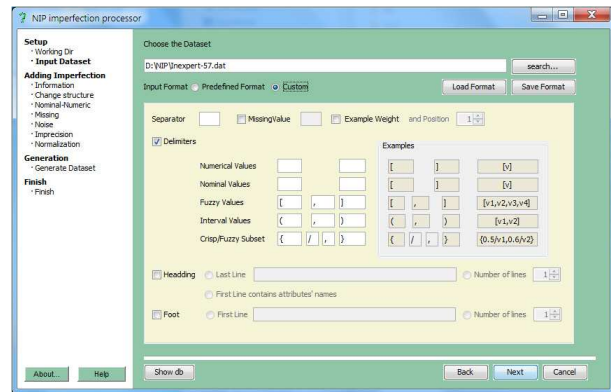 NIP imperfection processor
Setup
· Working Dir
· Input Dataset
Adding Imperfection
· Information
· Change structure
· Nominal-Numeric
· Missing
· Noise
· Imprecision
· Normalization
Generation
· Generate Dataset
Finish
· Finish
About...
Help
Choose the Dataset
D:\NIP\Inexpert-57.dat
search...
Input Format Predefined Format Custom
Load Format
Save Format
Separator MissingValue Example Weight and Position 1
Delimiters
Examples
Numerical Values [ ] [v]
Nominal Values [ ] [v]
Fuzzy Values [ , ] [ , ] [v1,v2,v3,v4]
Interval Values ( , ) ( , ) [v1,v2]
Crisp/Fuzzy Subset { / , } { / , } {0.5/v1,0.6/v2}
Headding Last Line Number of lines 1
First Line contains attributes' names
Foot First Line Number of lines 1
Show db
Back
Next
Cancel